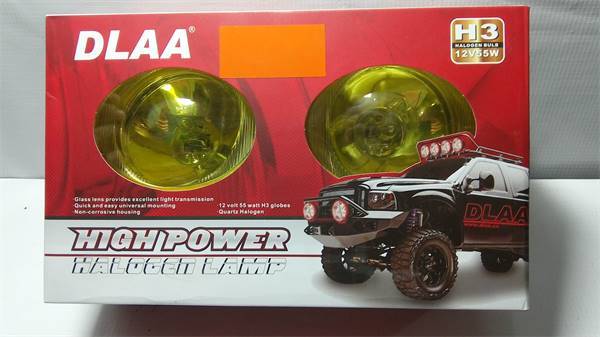 DLAA®
H3
HALOGEN BULB
12V55W
Glass lens provides excellent light transmission
Quick and easy universal mounting
Non-corrosive housing
12 volt 55 watt H3 globes
Quartz Halogen
HIGH POWER
HALOGEN LAMP
DLAA